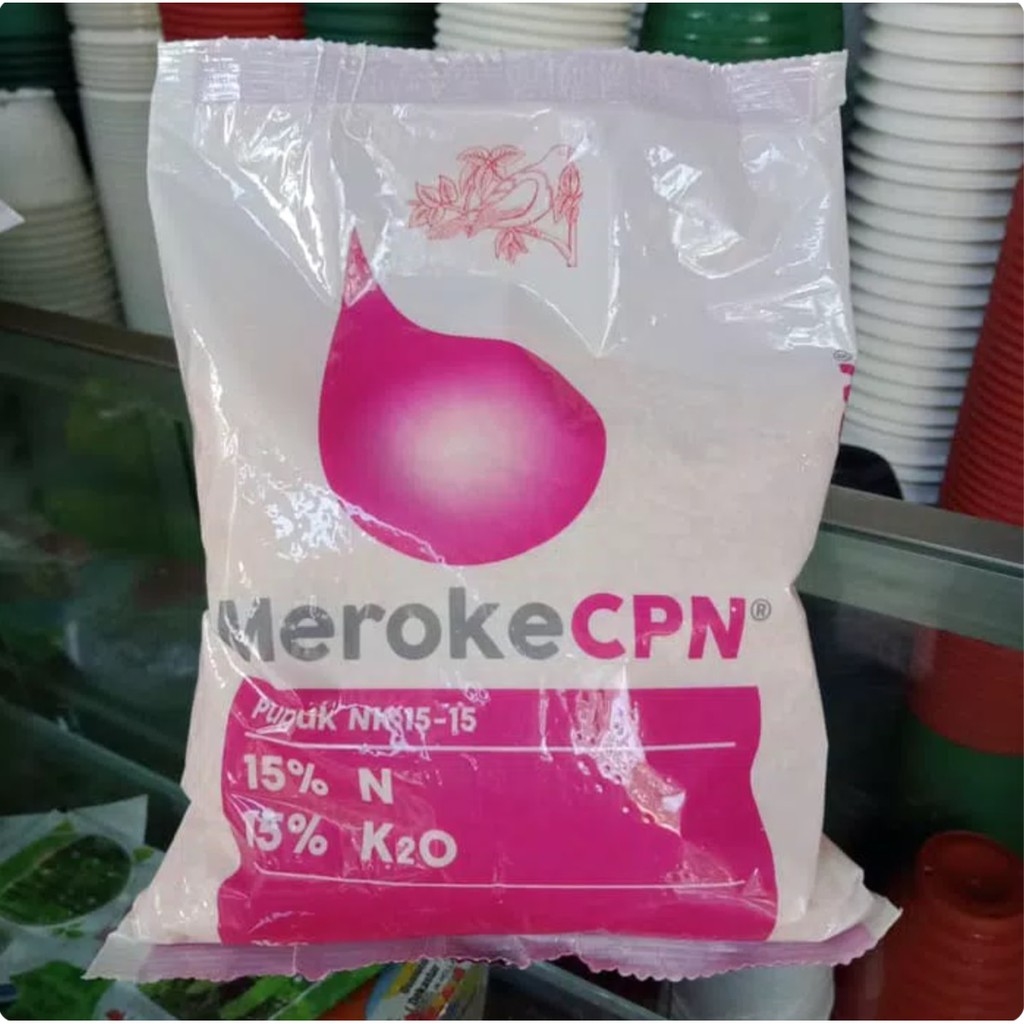 MerokeCPN®
Pupuk NK 15-15
15% N
15% K₂O